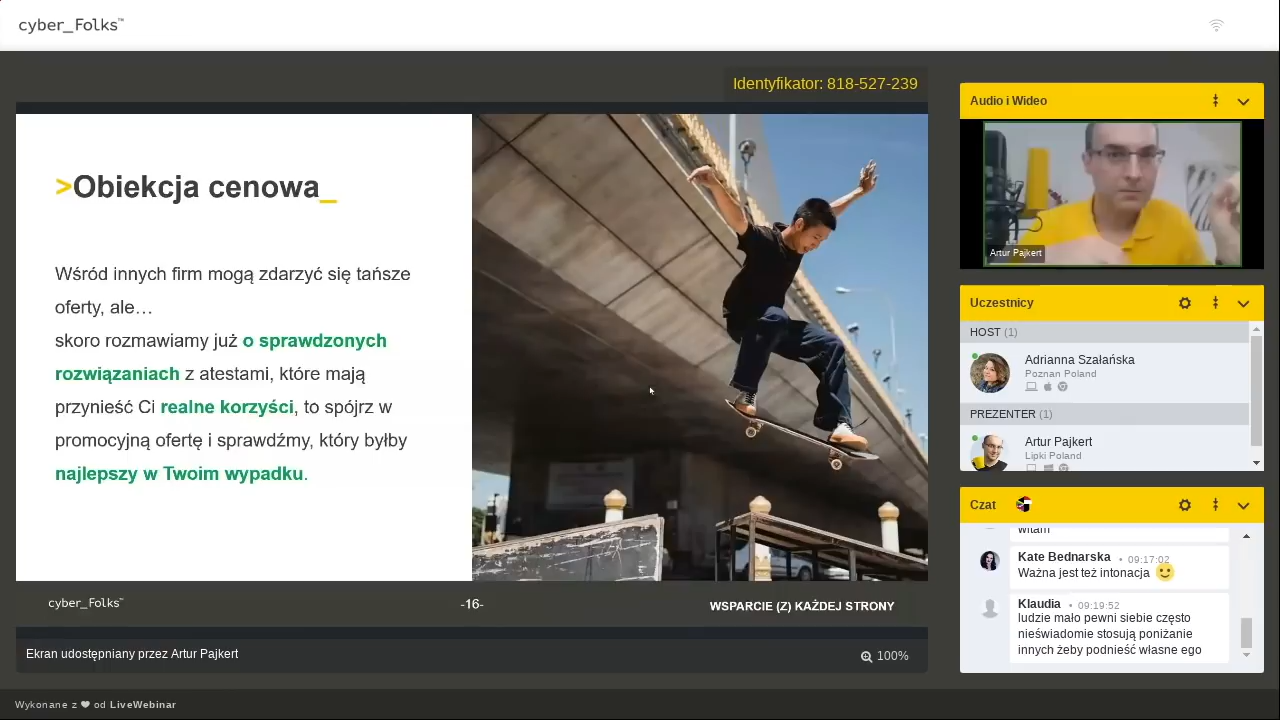 cyber_Folks™
Identyfikator: 818-527-239
>Obiekcja cenowa_
Wśród innych firm mogą zdarzyć się tańsze
oferty, ale…
skoro rozmawiamy już o sprawdzonych
rozwiązaniach z atestami, które mają
przynieść Ci realne korzyści, to spójrz w
promocyjną ofertę i sprawdźmy, który byłby
najlepszy w Twoim wypadku.
cyber_Folks™
-16-
WSPARCIE (Z) KAŻDEJ STRONY
Ekran udostępniany przez Artur Pajkert
100%
Audio i Wideo
Artur Pajkert
Uczestnicy
HOST (1)
Adrianna Szałańska
Poznan Poland
PREZENTER (1)
Artur Pajkert
Lipki Poland
Czat
witam
Kate Bednarska • 09:17:02
Ważna jest też intonacja
Klaudia • 09:19:52
ludzie mało pewni siebie często
nieświadomie stosują poniżanie
innych żeby podnieść własne ego
Wykonane z ❤ od LiveWebinar